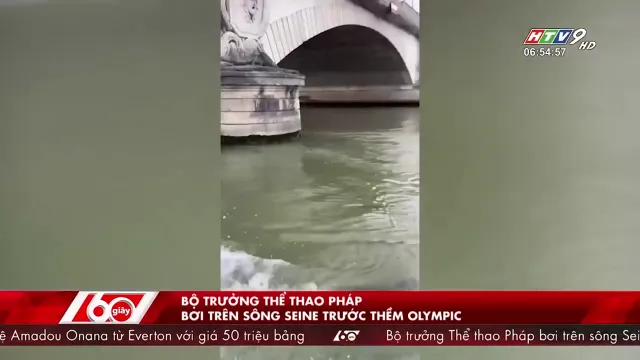 HTV9 HD
06:54:57
60 giây
BỘ TRƯỞNG THỂ THAO PHÁP
BƠI TRÊN SÔNG SEINE TRƯỚC THỀM OLYMPIC
ệ Amadou Onana từ Everton với giá 50 triệu bảng 60 Bộ trưởng Thể thao Pháp bơi trên sông Sei